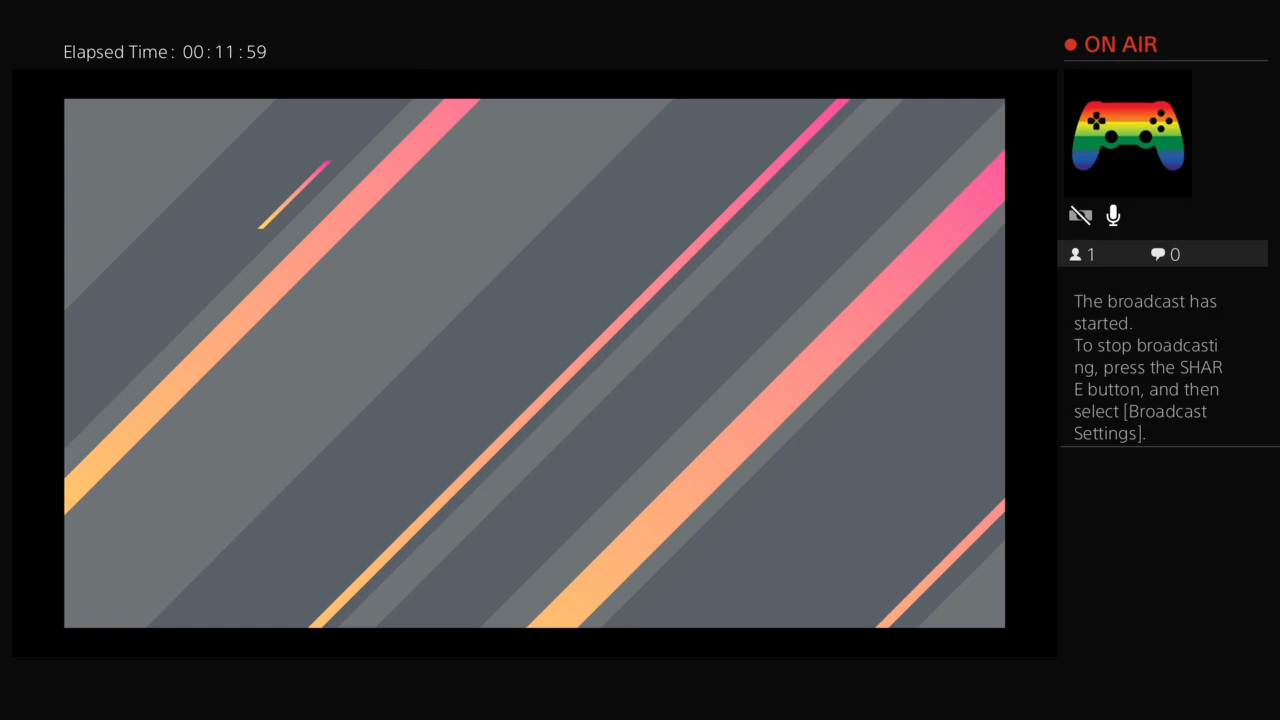 Elapsed Time: 00:11:59
ON AIR
1 0
The broadcast has
started.
To stop broadcasti
ng, press the SHAR
E button, and then
select [Broadcast
Settings].